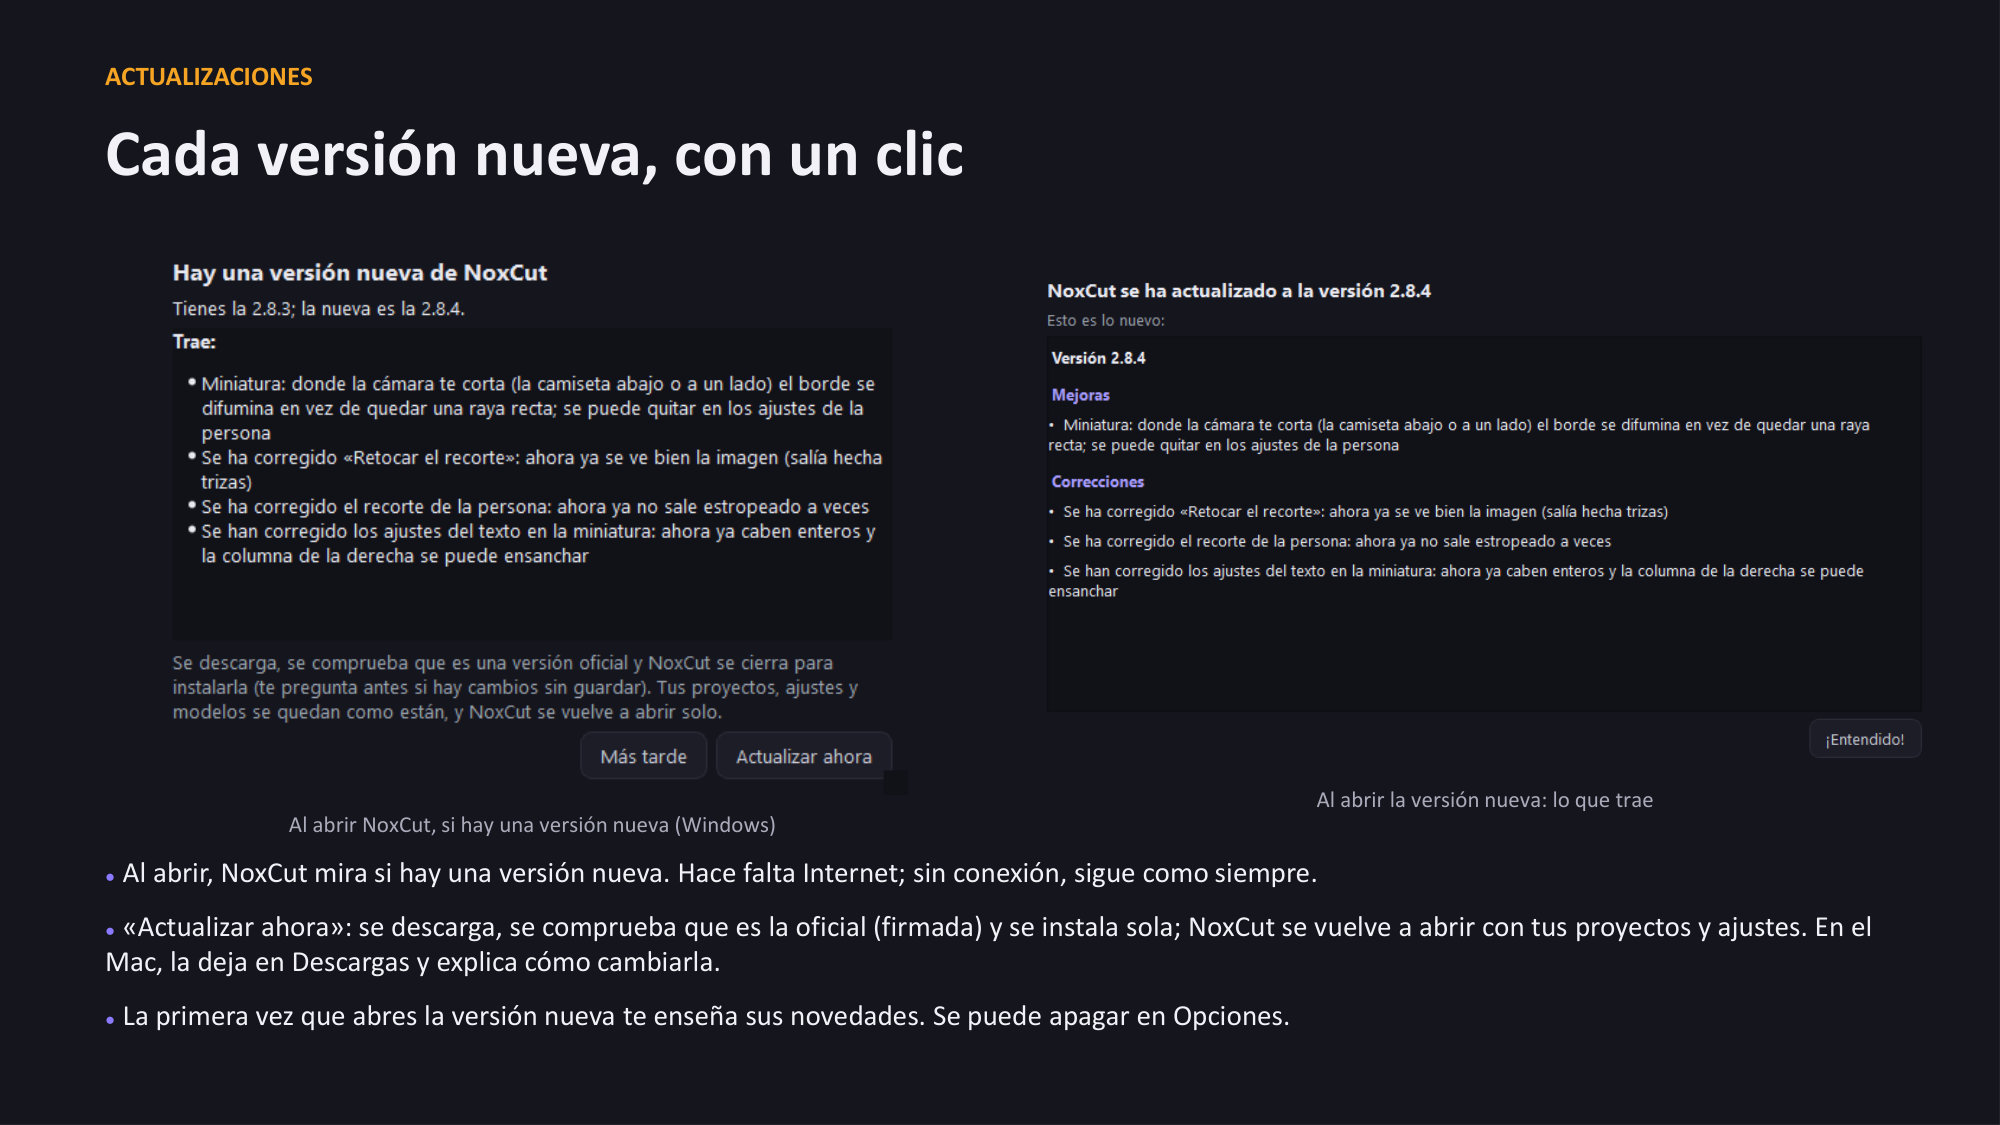 ACTUALIZACIONES
Cada versión nueva, con un clic
Hay una versión nueva de NoxCut
Tienes la 2.8.3; la nueva es la 2.8.4.
Trae:
• Miniatura: donde la cámara te corta (la camiseta abajo o a un lado) el borde se
difumina en vez de quedar una raya recta; se puede quitar en los ajustes de la
persona
• Se ha corregido «Retocar el recorte»: ahora ya se ve bien la imagen (salía hecha
trizas)
• Se ha corregido el recorte de la persona: ahora ya no sale estropeado a veces
• Se han corregido los ajustes del texto en la miniatura: ahora ya caben enteros y
la columna de la derecha se puede ensanchar
Se descarga, se comprueba que es una versión oficial y NoxCut se cierra para
instalarla (te pregunta antes si hay cambios sin guardar). Tus proyectos, ajustes y
modelos se quedan como están, y NoxCut se vuelve a abrir solo.
Más tarde
Actualizar ahora
Al abrir NoxCut, si hay una versión nueva (Windows)
NoxCut se ha actualizado a la versión 2.8.4
Esto es lo nuevo:
Versión 2.8.4
Mejoras
• Miniatura: donde la cámara te corta (la camiseta abajo o a un lado) el borde se difumina en vez de quedar una raya
recta; se puede quitar en los ajustes de la persona
Correcciones
• Se ha corregido «Retocar el recorte»: ahora ya se ve bien la imagen (salía hecha trizas)
• Se ha corregido el recorte de la persona: ahora ya no sale estropeado a veces
• Se han corregido los ajustes del texto en la miniatura: ahora ya caben enteros y la columna de la derecha se puede
ensanchar
¡Entendido!
Al abrir la versión nueva: lo que trae
• Al abrir, NoxCut mira si hay una versión nueva. Hace falta Internet; sin conexión, sigue como siempre.
• «Actualizar ahora»: se descarga, se comprueba que es la oficial (firmada) y se instala sola; NoxCut se vuelve a abrir con tus proyectos y ajustes. En el
Mac, la deja en Descargas y explica cómo cambiarla.
• La primera vez que abres la versión nueva te enseña sus novedades. Se puede apagar en Opciones.